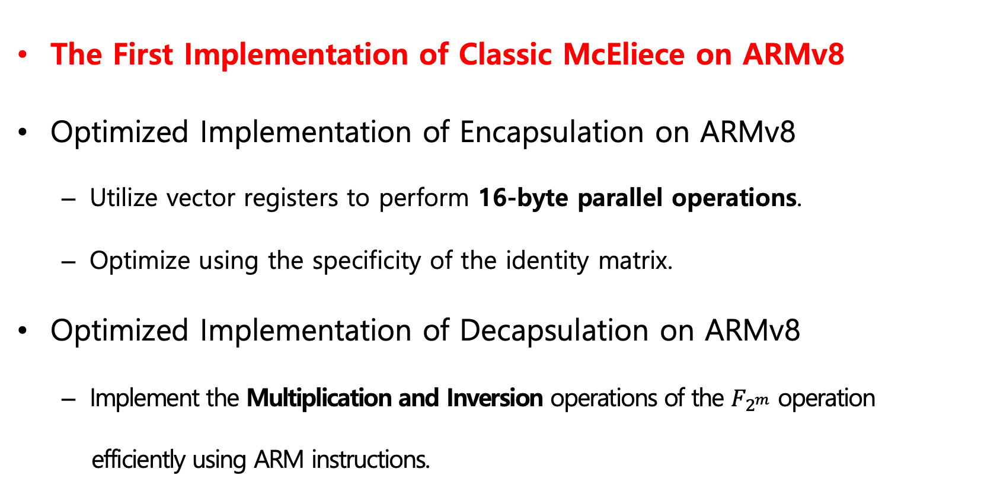 • The First Implementation of Classic McEliece on ARMv8
• Optimized Implementation of Encapsulation on ARMv8
– Utilize vector registers to perform 16-byte parallel operations.
– Optimize using the specificity of the identity matrix.
• Optimized Implementation of Decapsulation on ARMv8
– Implement the Multiplication and Inversion operations of the $F_{2^m}$ operation
efficiently using ARM instructions.